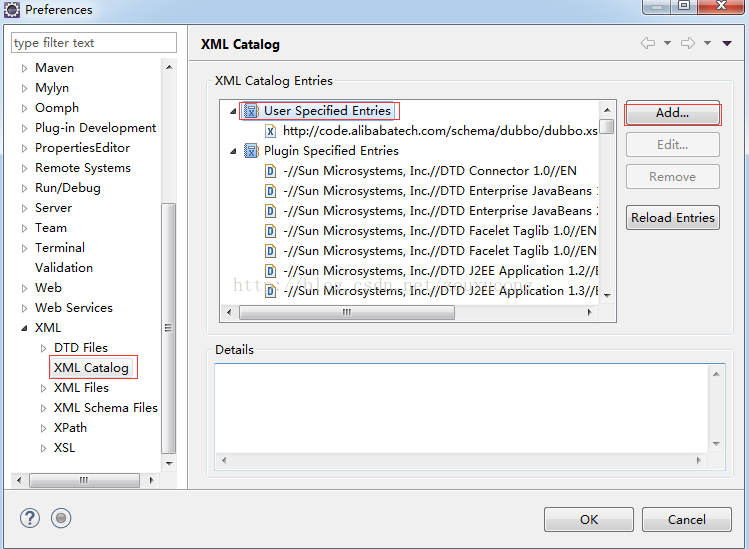 Preferences
type filter text
Maven
Mylyn
Oomph
Plug-in Development
PropertiesEditor
Remote Systems
Run/Debug
Server
Team
Terminal
Validation
Web
Web Services
XML
DTD Files
XML Catalog
XML Files
XML Schema Files
XPath
XSL
XML Catalog
XML Catalog Entries
User Specified Entries
http://code.alibabatech.com/schema/dubbo/dubbo.xs
Plugin Specified Entries
-//Sun Microsystems, Inc.//DTD Connector 1.0//EN
-//Sun Microsystems, Inc.//DTD Enterprise JavaBeans 1
-//Sun Microsystems, Inc.//DTD Enterprise JavaBeans 2
-//Sun Microsystems, Inc.//DTD Facelet Taglib 1.0//EN
-//Sun Microsystems, Inc.//DTD Facelet Taglib 1.0//EN
-//Sun Microsystems, Inc.//DTD J2EE Application 1.2//E
-//Sun Microsystems, Inc.//DTD J2EE Application 1.3//E
Add...
Edit...
Remove
Reload Entries
Details
OK
Cancel